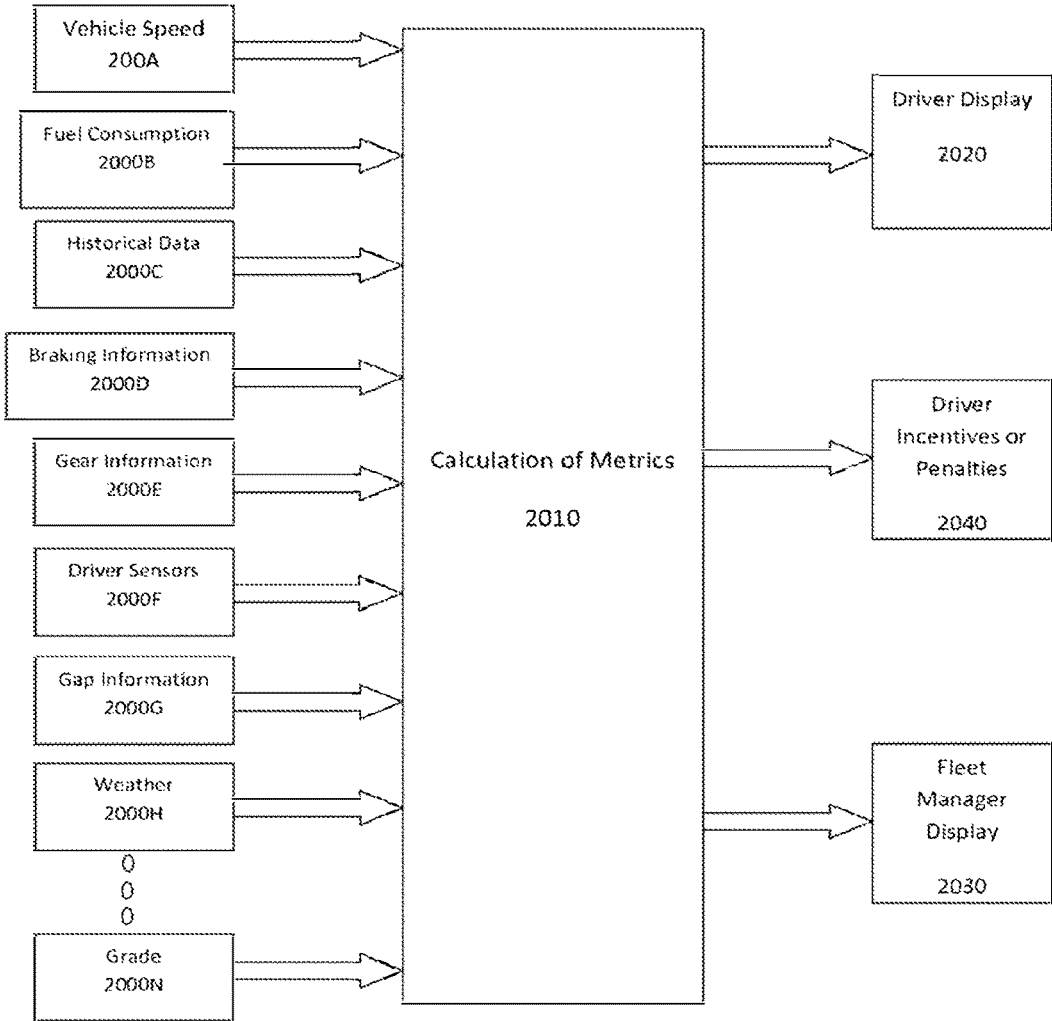 Vehicle Speed
200A
Fuel Consumption
2000B
Historical Data
2000C
Braking Information
2000D
Gear Information
2000E
Driver Sensors
2000F
Gap Information
2000G
Weather
2000H
0
0
0
Grade
2000N
Calculation of Metrics
2010
Driver Display
2020
Driver
Incentives or
Penalties
2040
Fleet
Manager
Display
2030